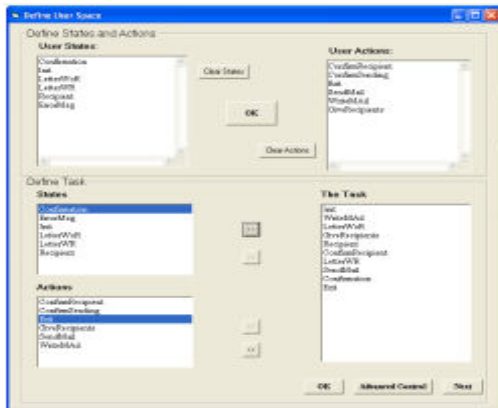 Define User Space
Define States and Actions
User States:
Confirmation
Init
LetterWoR
LetterWR
Recipient
ErrorMsg
Clear States
OK
Clear Actions
User Actions:
ConfirmRecipient
ConfirmSending
Exit
SendMail
WriteMAil
GiveRecipients
Define Task
States
Confirmation
ErrorMsg
Init
LetterWoR
LetterWR
Recipient
>>
Actions
ConfirmRecipient
ConfirmSending
Exit
GiveRecipients
SendMail
WriteMAil
<<
The Task
Init
WriteMAil
LetterWoR
GiveRecipients
Recipient
ConfirmRecipient
LetterWR
SendMail
Confirmation
Exit
OK
Advanced Control
Next